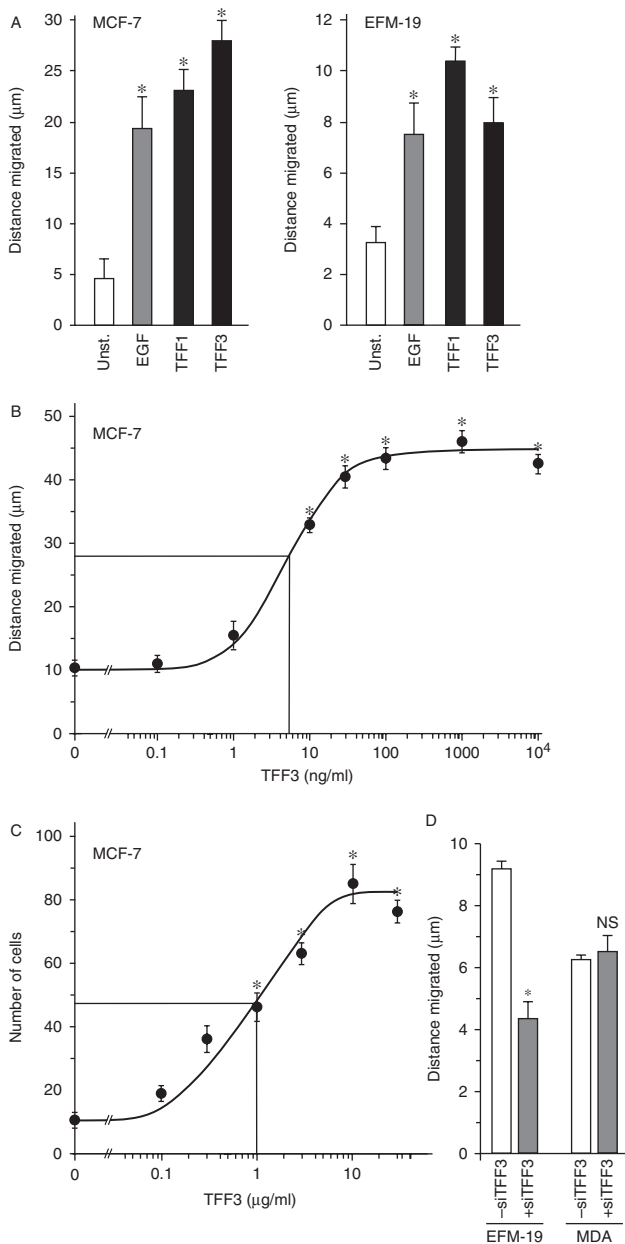 A
MCF-7
EFM-19
Distance migrated (μm)
30
25
20
15
10
5
0
*
*
*
Unst.
EGF
TFF1
TFF3
Distance migrated (μm)
12
10
8
6
4
2
0
*
*
*
Unst.
EGF
TFF1
TFF3
B
MCF-7
Distance migrated (μm)
50
40
30
20
10
0
*
*
*
*
*
0
0.1
1
10
100
1000
10⁴
TFF3 (ng/ml)
C
MCF-7
Number of cells
100
80
60
40
20
0
*
*
*
*
0
0.1
1
10
TFF3 (μg/ml)
D
Distance migrated (μm)
10
8
6
4
2
0
*
NS
–siTFF3
+siTFF3
–siTFF3
+siTFF3
EFM-19
MDA